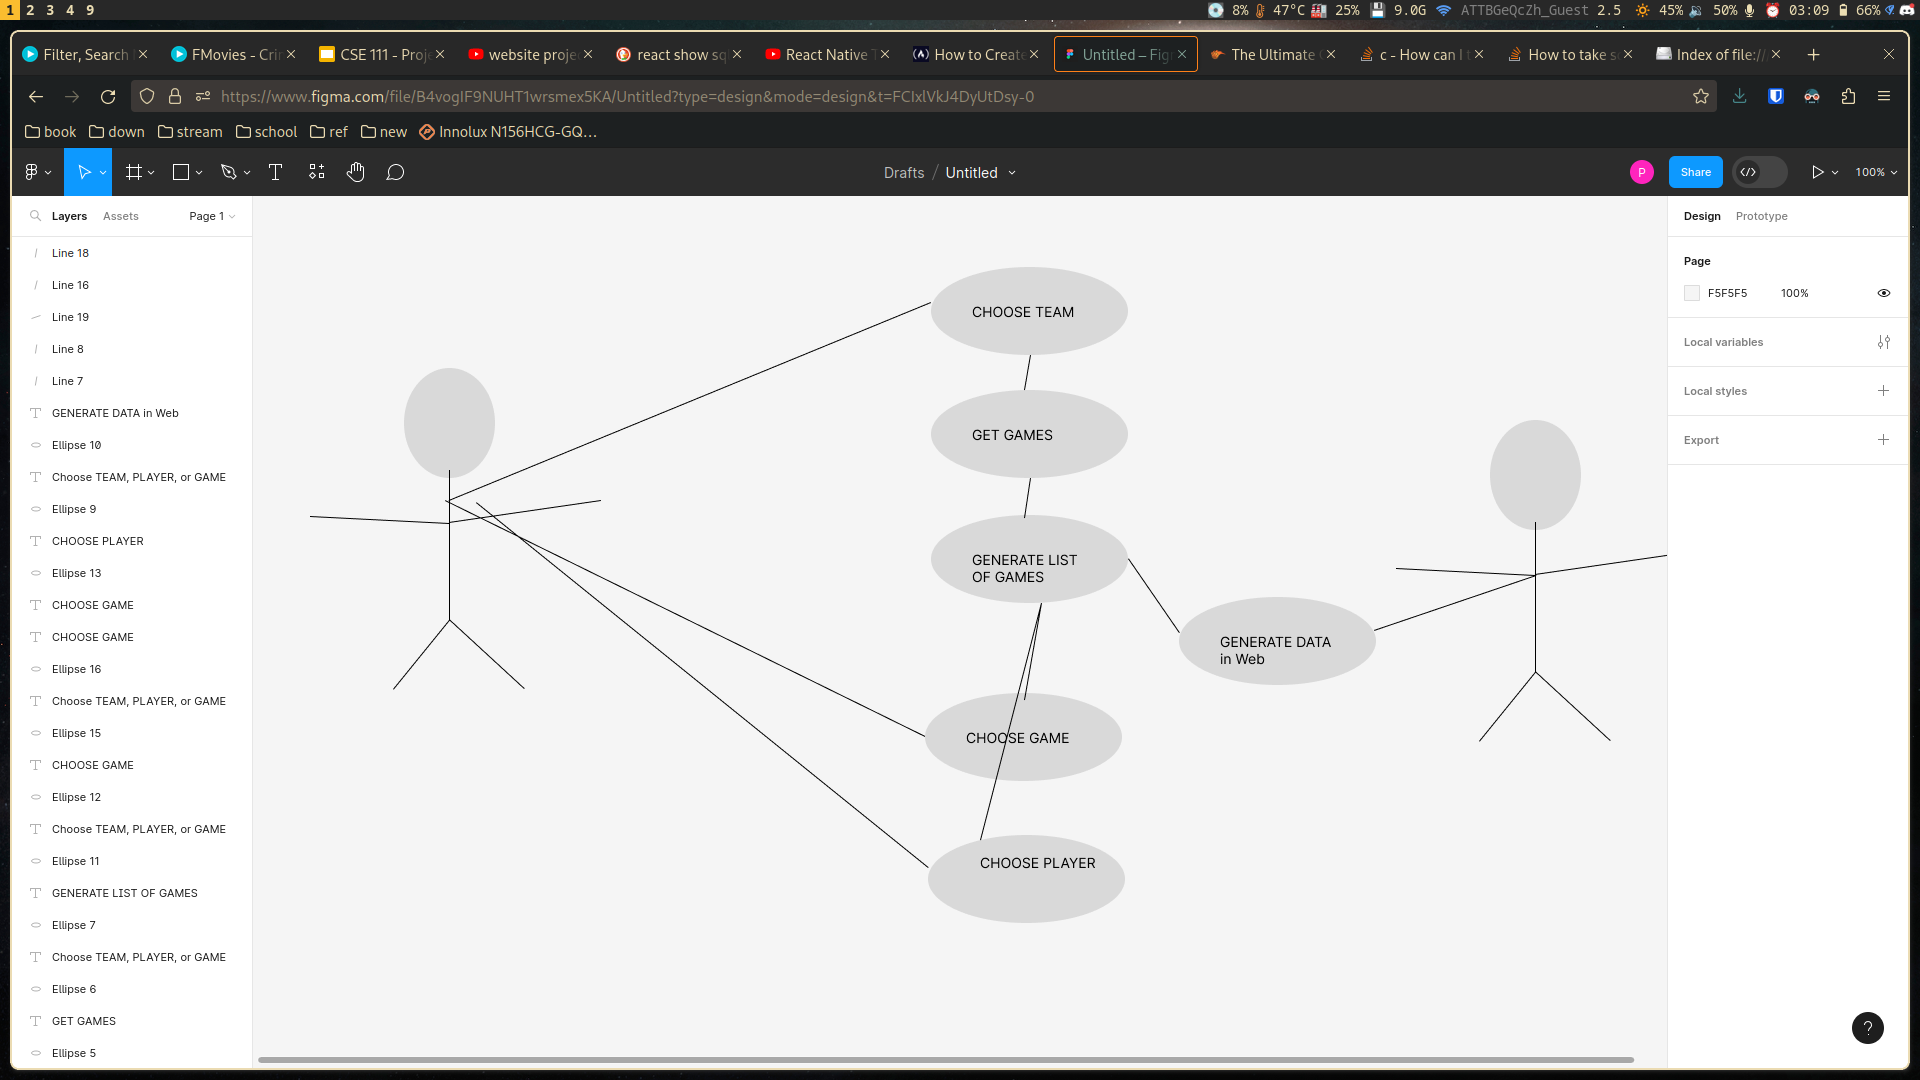 1 2 3 4 9
8% 47°C 25% 9.0G ATTBGeQcZh_Guest 2.5 45% 50% 03:09 66%
Filter, Search
FMovies - Cri
CSE 111 - Proj
website proje
react show sq
React Native
How to Create
Untitled – Fig
The Ultimate
c - How can I
How to take s
Index of file://
https://www.figma.com/file/B4vogIF9NUHT1wrsmex5KA/Untitled?type=design&mode=design&t=FCIxlVkJ4DyUtDsy-0
book down stream school ref new Innolux N156HCG-GQ...
Drafts / Untitled
P
Share
100%
Layers Assets Page 1
Line 18
Line 16
Line 19
Line 8
Line 7
GENERATE DATA in Web
Ellipse 10
Choose TEAM, PLAYER, or GAME
Ellipse 9
CHOOSE PLAYER
Ellipse 13
CHOOSE GAME
CHOOSE GAME
Ellipse 16
Choose TEAM, PLAYER, or GAME
Ellipse 15
CHOOSE GAME
Ellipse 12
Choose TEAM, PLAYER, or GAME
Ellipse 11
GENERATE LIST OF GAMES
Ellipse 7
Choose TEAM, PLAYER, or GAME
Ellipse 6
GET GAMES
Ellipse 5
CHOOSE TEAM
GET GAMES
GENERATE LIST
OF GAMES
GENERATE DATA
in Web
CHOOSE GAME
CHOOSE PLAYER
Design Prototype
Page
F5F5F5 100%
Local variables
Local styles
Export
?